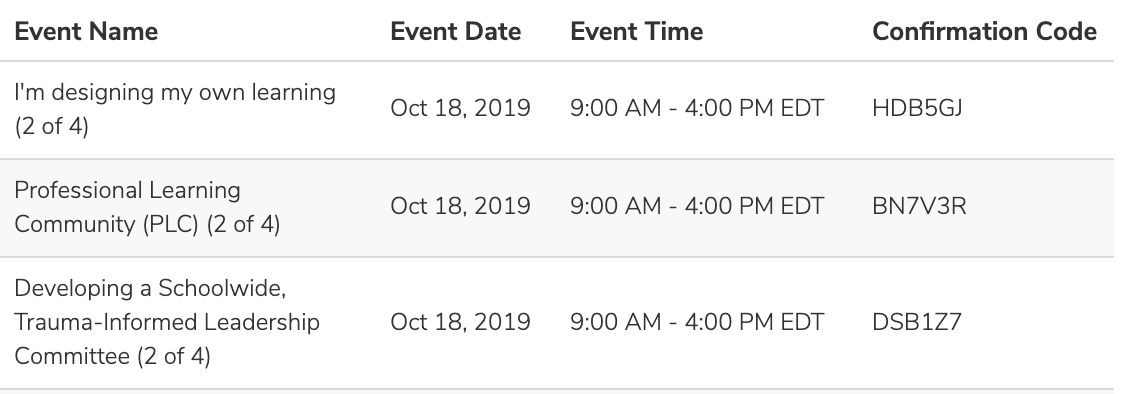 Event Name Event Date Event Time Confirmation Code
I'm designing my own learning
(2 of 4) Oct 18, 2019 9:00 AM - 4:00 PM EDT HDB5GJ
Professional Learning
Community (PLC) (2 of 4) Oct 18, 2019 9:00 AM - 4:00 PM EDT BN7V3R
Developing a Schoolwide,
Trauma-Informed Leadership Oct 18, 2019 9:00 AM - 4:00 PM EDT DSB1Z7
Committee (2 of 4)